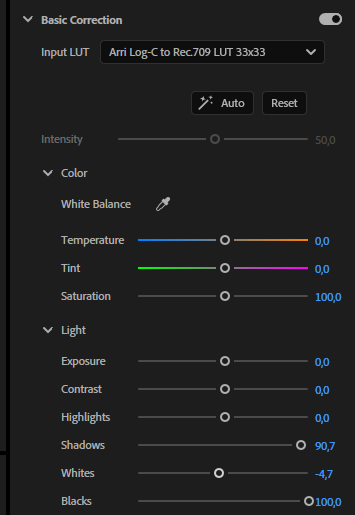 Basic Correction
Input LUT Arri Log-C to Rec.709 LUT 33x33
Auto Reset
Intensity 50,0
Color
White Balance
Temperature 0,0
Tint 0,0
Saturation 100,0
Light
Exposure 0,0
Contrast 0,0
Highlights 0,0
Shadows 90,7
Whites -4,7
Blacks 100,0